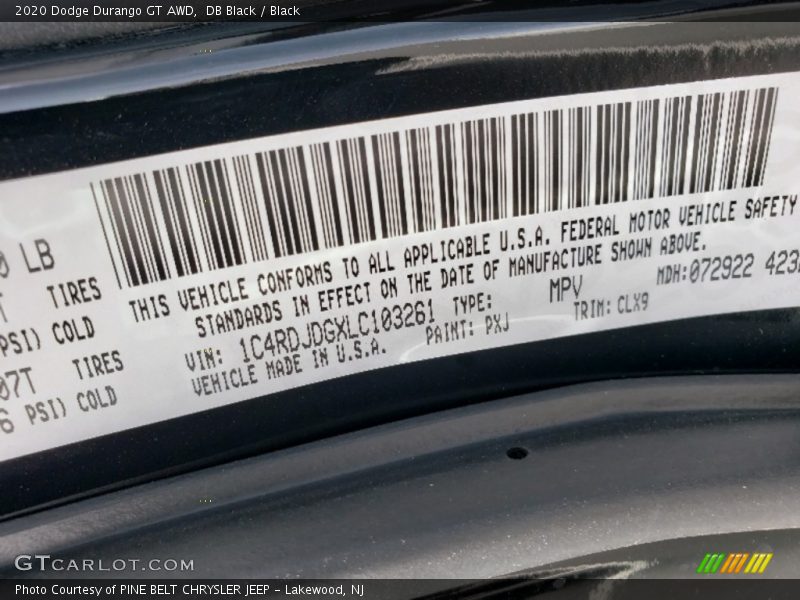 2020 Dodge Durango GT AWD, DB Black / Black
LB
TIRES
PSI) COLD
07T TIRES
6 PSI) COLD
THIS VEHICLE CONFORMS TO ALL APPLICABLE U.S.A. FEDERAL MOTOR VEHICLE SAFETY
STANDARDS IN EFFECT ON THE DATE OF MANUFACTURE SHOWN ABOVE.
VIN: 1C4RDJDGXLC103261 TYPE: MPV MDH:072922 423
VEHICLE MADE IN U.S.A. PAINT: PXJ TRIM: CLX9
GTCARLOT.COM
Photo Courtesy of PINE BELT CHRYSLER JEEP - Lakewood, NJ